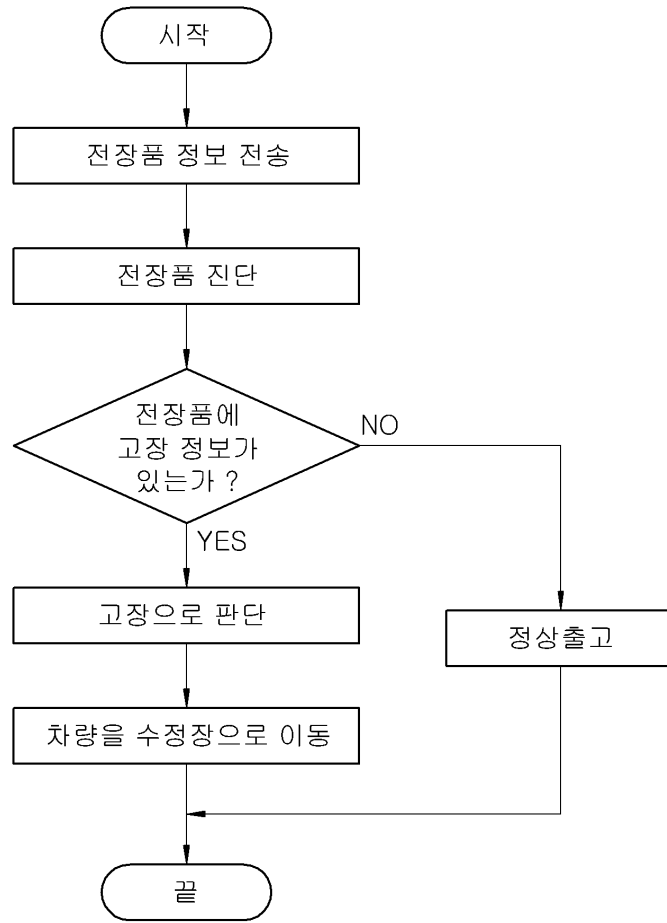 시작
전장품 정보 전송
전장품 진단
전장품에
고장 정보가
있는가 ?
NO
YES
고장으로 판단
정상출고
차량을 수정장으로 이동
끝